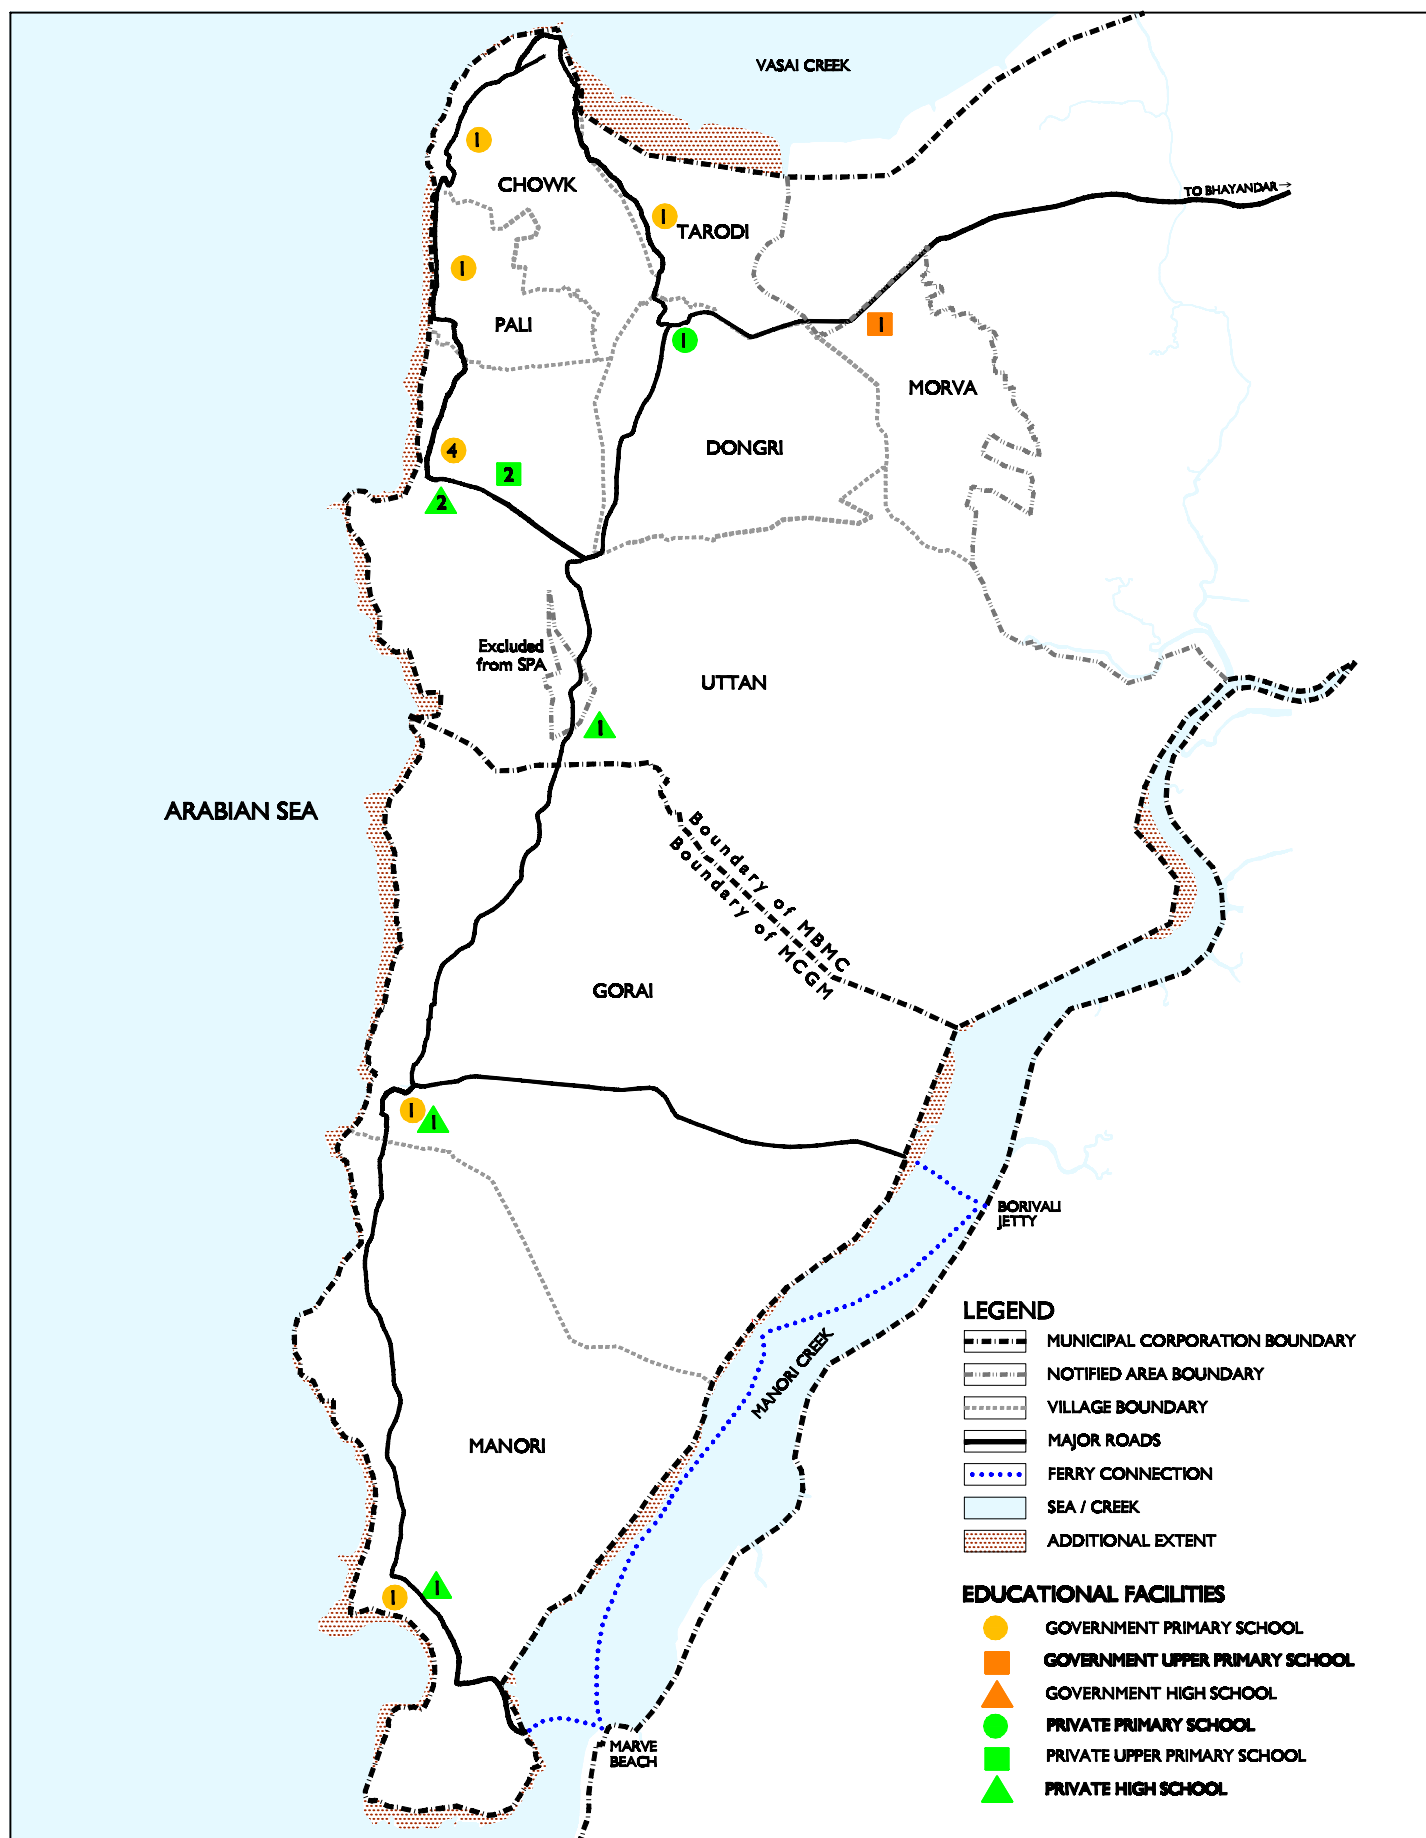 VASAI CREEK
1
CHOWK
TO BHAYANDAR →
1
TARODI
1
PALI
1
1
MORVA
DONGRI
4
2
2
Excluded
from SPA
UTTAN
1
ARABIAN SEA
Boundary of MBMC
Boundary of MCGM
GORAI
1
1
BORIVALI
JETTY
MANORI CREEK
MANORI
1
1
MARVE
BEACH
LEGEND
MUNICIPAL CORPORATION BOUNDARY
NOTIFIED AREA BOUNDARY
VILLAGE BOUNDARY
MAJOR ROADS
FERRY CONNECTION
SEA / CREEK
ADDITIONAL EXTENT
EDUCATIONAL FACILITIES
GOVERNMENT PRIMARY SCHOOL
GOVERNMENT UPPER PRIMARY SCHOOL
GOVERNMENT HIGH SCHOOL
PRIVATE PRIMARY SCHOOL
PRIVATE UPPER PRIMARY SCHOOL
PRIVATE HIGH SCHOOL